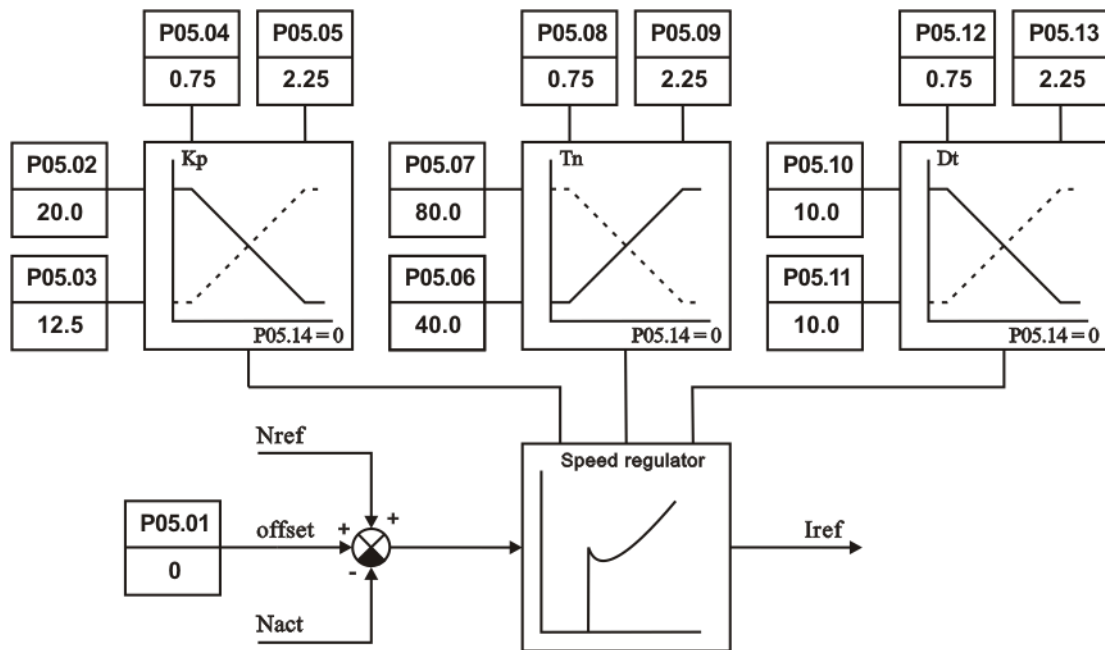 P05.04 P05.05 P05.08 P05.09 P05.12 P05.13
0.75 2.25 0.75 2.25 0.75 2.25
P05.02 Kp P05.07 Tn P05.10 Dt
20.0 80.0 10.0
P05.03 P05.06 P05.11
12.5 40.0 10.0
P05.14 = 0 P05.14 = 0 P05.14 = 0
Nref
Speed regulator
+
P05.01 offset + Iref
0 -
Nact